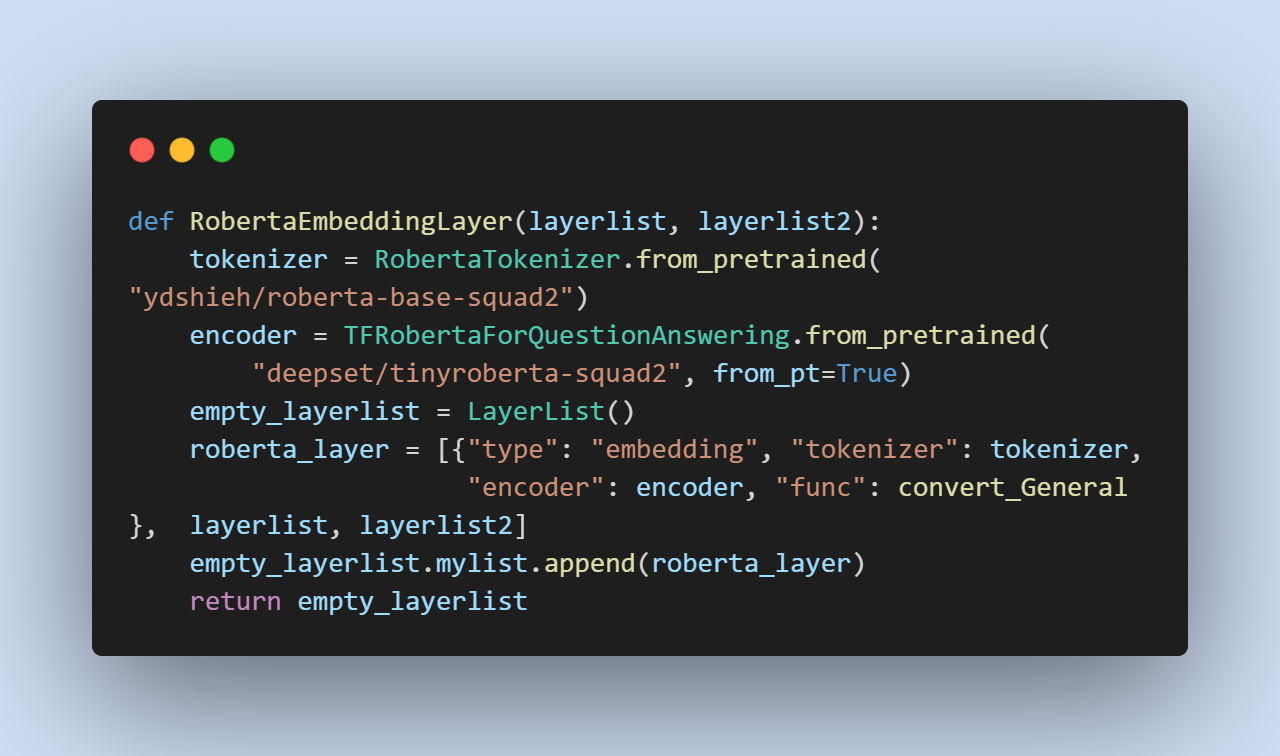 def RobertaEmbeddingLayer(layerlist, layerlist2):
    tokenizer = RobertaTokenizer.from_pretrained(
"ydshieh/roberta-base-squad2")
    encoder = TFRobertaForQuestionAnswering.from_pretrained(
        "deepset/tinyroberta-squad2", from_pt=True)
    empty_layerlist = LayerList()
    roberta_layer = [{"type": "embedding", "tokenizer": tokenizer,
                      "encoder": encoder, "func": convert_General
},  layerlist, layerlist2]
    empty_layerlist.mylist.append(roberta_layer)
    return empty_layerlist